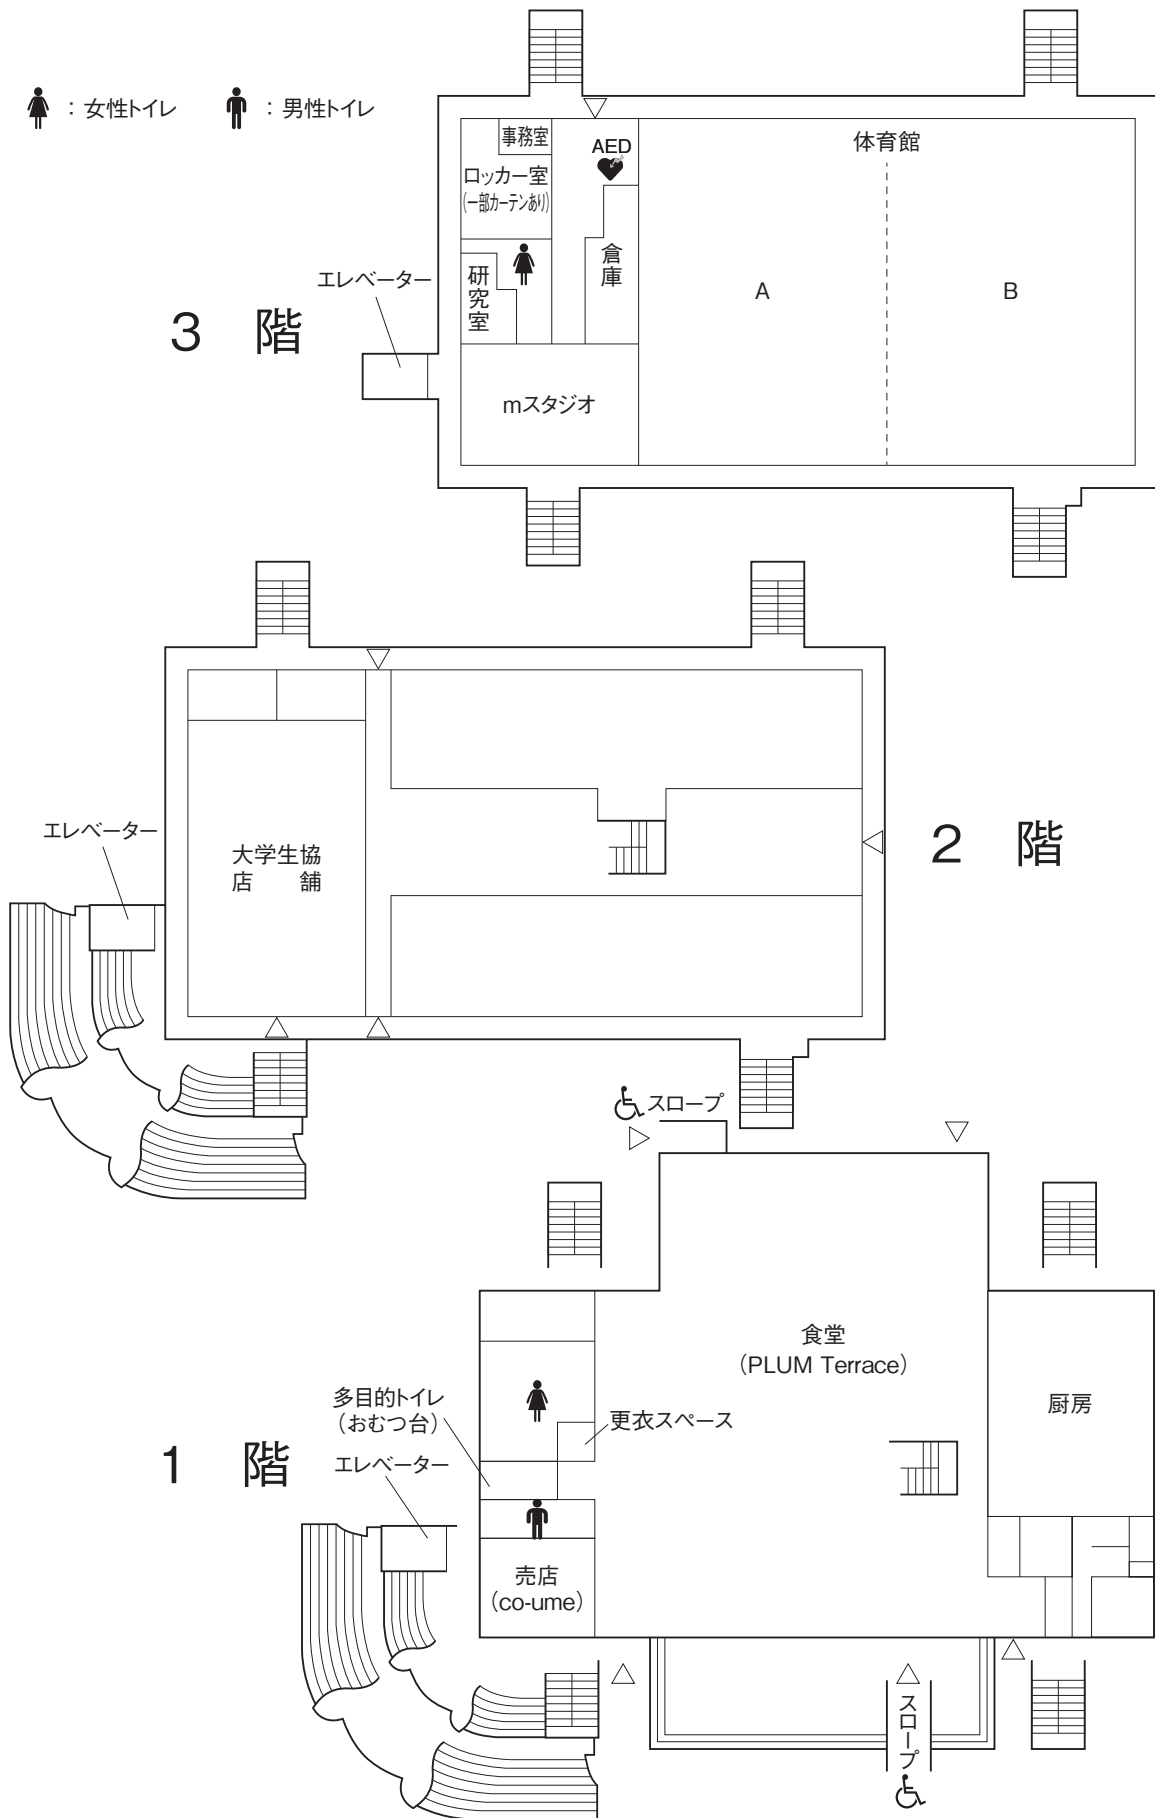 ：女性トイレ
：男性トイレ
事務室
AED
体育館
ロッカー室
(一部カーテンあり)
倉庫
研究室
エレベーター
A
B
3 階
mスタジオ
エレベーター
大学生協
店 舗
2 階
スロープ
食堂
（PLUM Terrace）
多目的トイレ
（おむつ台）
更衣スペース
厨房
1 階
エレベーター
売店
（co-ume）
スロープ